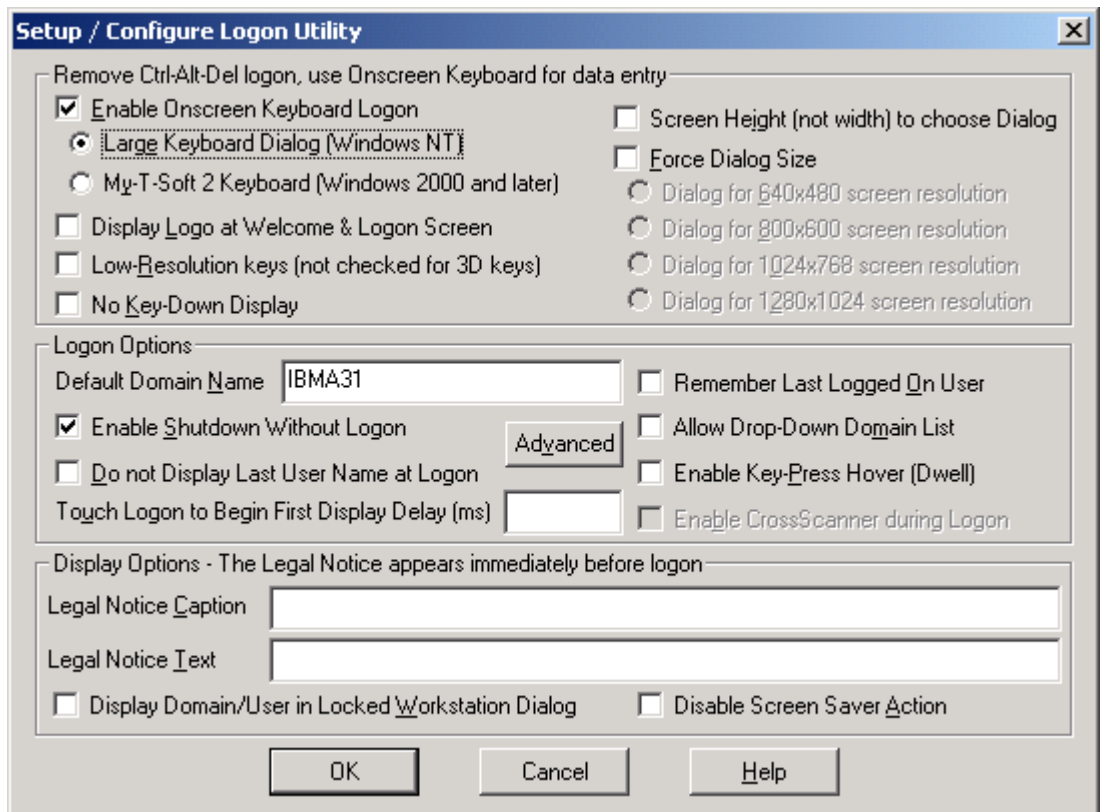 Setup / Configure Logon Utility
Remove Ctrl-Alt-Del logon, use Onscreen Keyboard for data entry
Enable Onscreen Keyboard Logon
Large Keyboard Dialog (Windows NT)
My-T-Soft 2 Keyboard (Windows 2000 and later)
Display Logo at Welcome & Logon Screen
Low-Resolution keys (not checked for 3D keys)
No Key-Down Display
Screen Height (not width) to choose Dialog
Force Dialog Size
Dialog for 640x480 screen resolution
Dialog for 800x600 screen resolution
Dialog for 1024x768 screen resolution
Dialog for 1280x1024 screen resolution
Logon Options
Default Domain Name IBMA31
Enable Shutdown Without Logon
Advanced
Do not Display Last User Name at Logon
Touch Logon to Begin First Display Delay (ms)
Remember Last Logged On User
Allow Drop-Down Domain List
Enable Key-Press Hover (Dwell)
Enable CrossScanner during Logon
Display Options - The Legal Notice appears immediately before logon
Legal Notice Caption
Legal Notice Text
Display Domain/User in Locked Workstation Dialog
Disable Screen Saver Action
OK Cancel Help